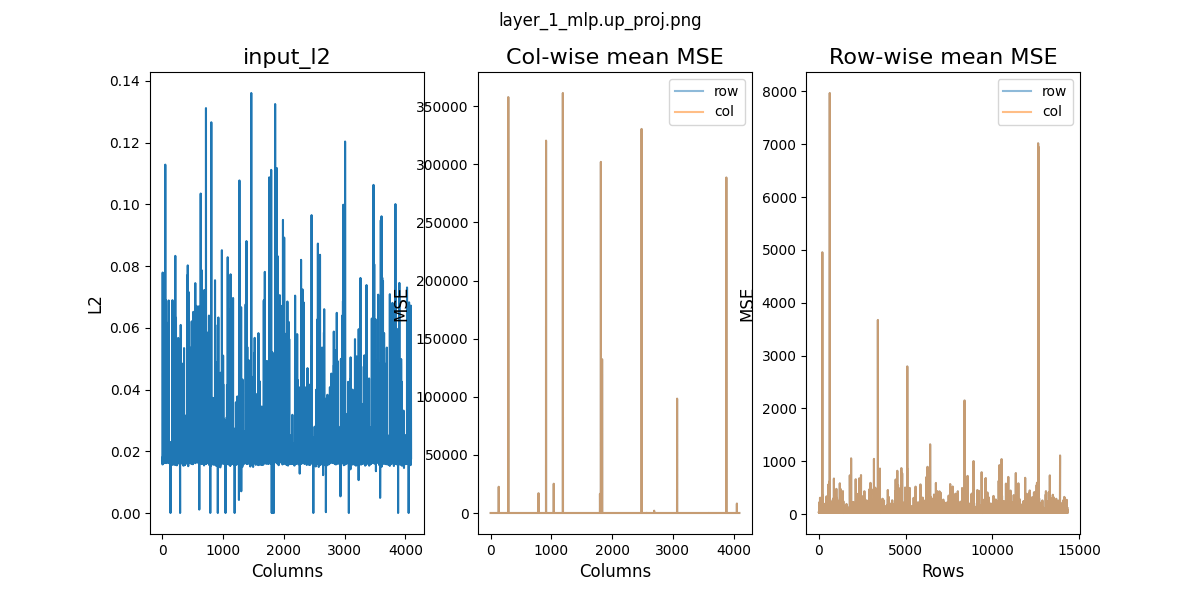 layer_1_mlp.up_proj.png
input_l2
Col-wise mean MSE
Row-wise mean MSE
0.14
0.12
0.10
0.08
0.06
0.04
0.02
0.00
L2
0
1000
2000
3000
4000
Columns
350000
300000
250000
200000
150000
100000
50000
0
MSE
row
col
0
1000
2000
3000
4000
Columns
8000
7000
6000
5000
4000
3000
2000
1000
0
MSE
row
col
0
5000
10000
15000
Rows